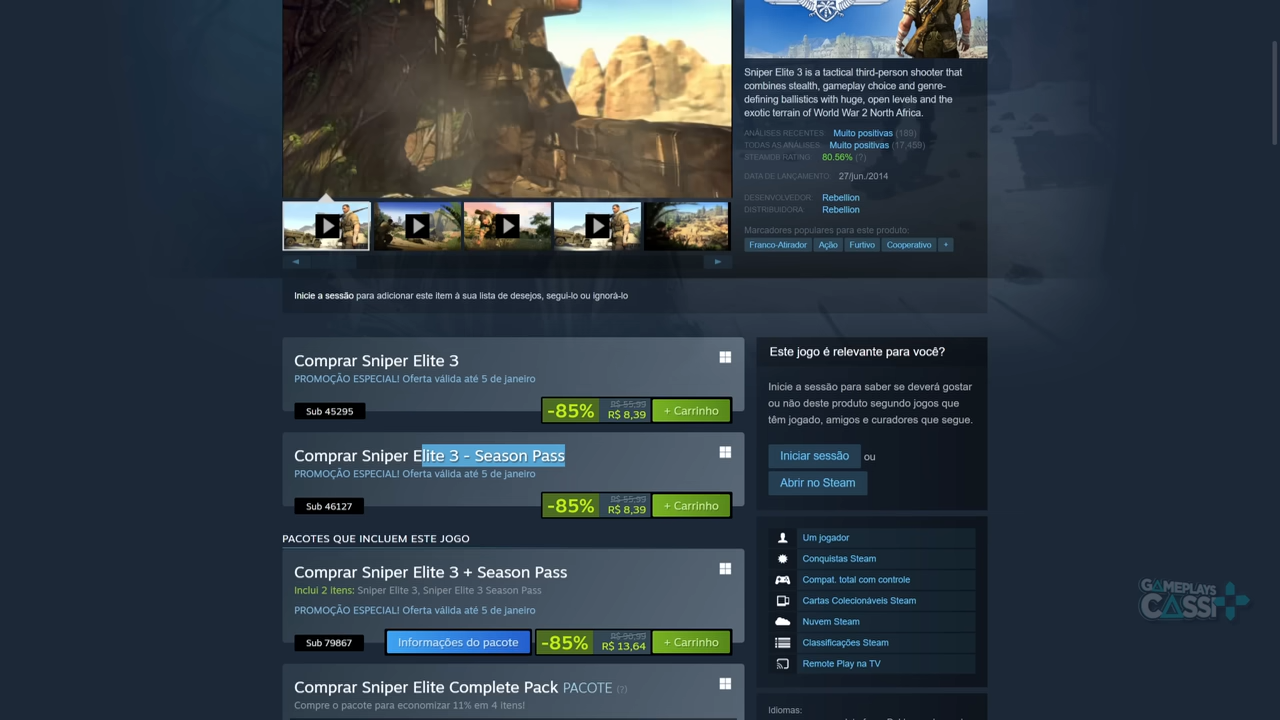 Sniper Elite 3 is a tactical third-person shooter that
combines stealth, gameplay choice and genre-
defining ballistics with huge, open levels and the
exotic terrain of World War 2 North Africa.
ANÁLISES RECENTES: Muito positivas (189)
TODAS AS ANÁLISES: Muito positivas (17,459)
STEAMDB RATING: 80.56% (?)
DATA DE LANÇAMENTO: 27/jun./2014
DESENVOLVEDOR: Rebellion
DISTRIBUIDORA: Rebellion
Marcadores populares para este produto:
Franco-Atirador Ação Furtivo Cooperativo +
Inicie a sessão para adicionar este item à sua lista de desejos, segui-lo ou ignorá-lo
Comprar Sniper Elite 3
PROMOÇÃO ESPECIAL! Oferta válida até 5 de janeiro
Sub 45295
-85% R$ 55,99 R$ 8,39 + Carrinho
Comprar Sniper Elite 3 - Season Pass
PROMOÇÃO ESPECIAL! Oferta válida até 5 de janeiro
Sub 46127
-85% R$ 55,99 R$ 8,39 + Carrinho
PACOTES QUE INCLUEM ESTE JOGO
Comprar Sniper Elite 3 + Season Pass
Inclui 2 itens: Sniper Elite 3, Sniper Elite 3 Season Pass
PROMOÇÃO ESPECIAL! Oferta válida até 5 de janeiro
Sub 79867
Informações do pacote -85% R$ 13,64 + Carrinho
Comprar Sniper Elite Complete Pack PACOTE (?)
Compre o pacote para economizar 11% em 4 itens!
Este jogo é relevante para você?
Inicie a sessão para saber se deverá gostar
ou não deste produto segundo jogos que
têm jogado, amigos e curadores que segue.
Iniciar sessão ou
Abrir no Steam
Um jogador
Conquistas Steam
Compat. total com controle
Cartas Colecionáveis Steam
Nuvem Steam
Classificações Steam
Remote Play na TV
Idiomas:
GAMEPLAYS
CASSI